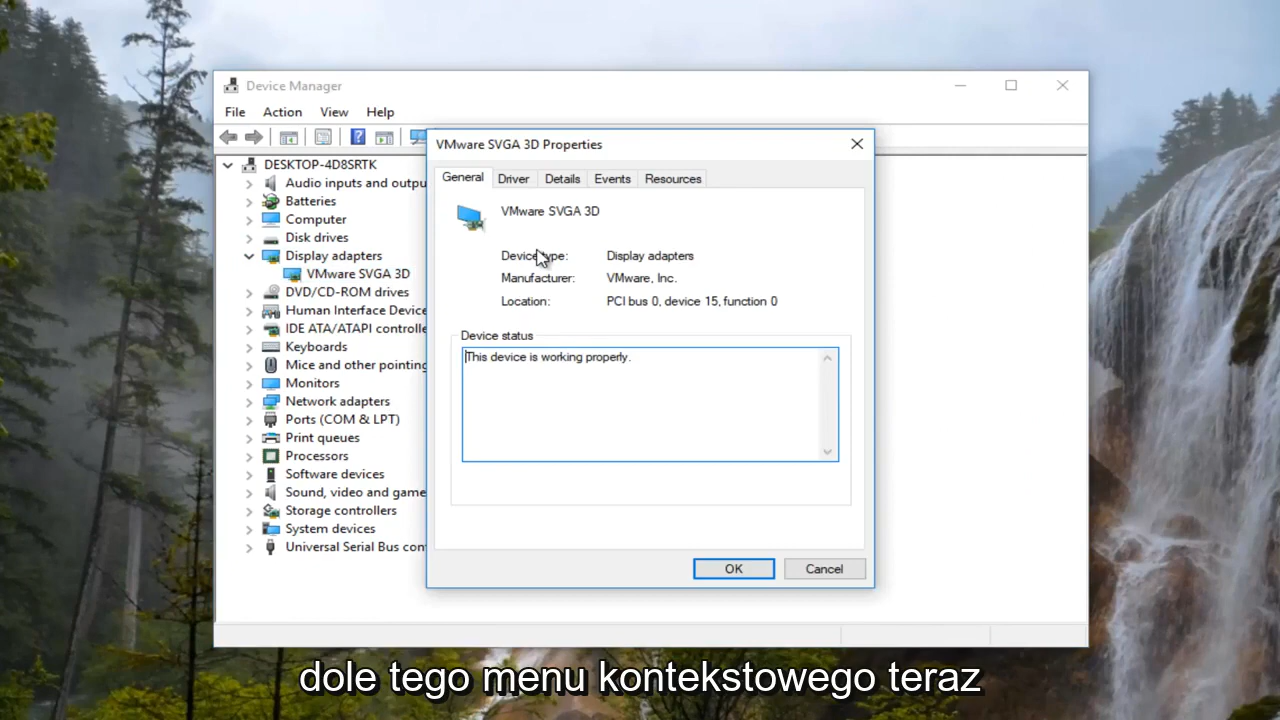 Device Manager
File Action View Help
DESKTOP-4D8SRTK
Audio inputs and outpu
Batteries
Computer
Disk drives
Display adapters
VMware SVGA 3D
DVD/CD-ROM drives
Human Interface Device
IDE ATA/ATAPI controlle
Keyboards
Mice and other pointing
Monitors
Network adapters
Ports (COM & LPT)
Print queues
Processors
Software devices
Sound, video and game
Storage controllers
System devices
Universal Serial Bus con
VMware SVGA 3D Properties
General Driver Details Events Resources
VMware SVGA 3D
Device type: Display adapters
Manufacturer: VMware, Inc.
Location: PCI bus 0, device 15, function 0
Device status
This device is working properly.
OK Cancel
dole tego menu kontekstowego teraz